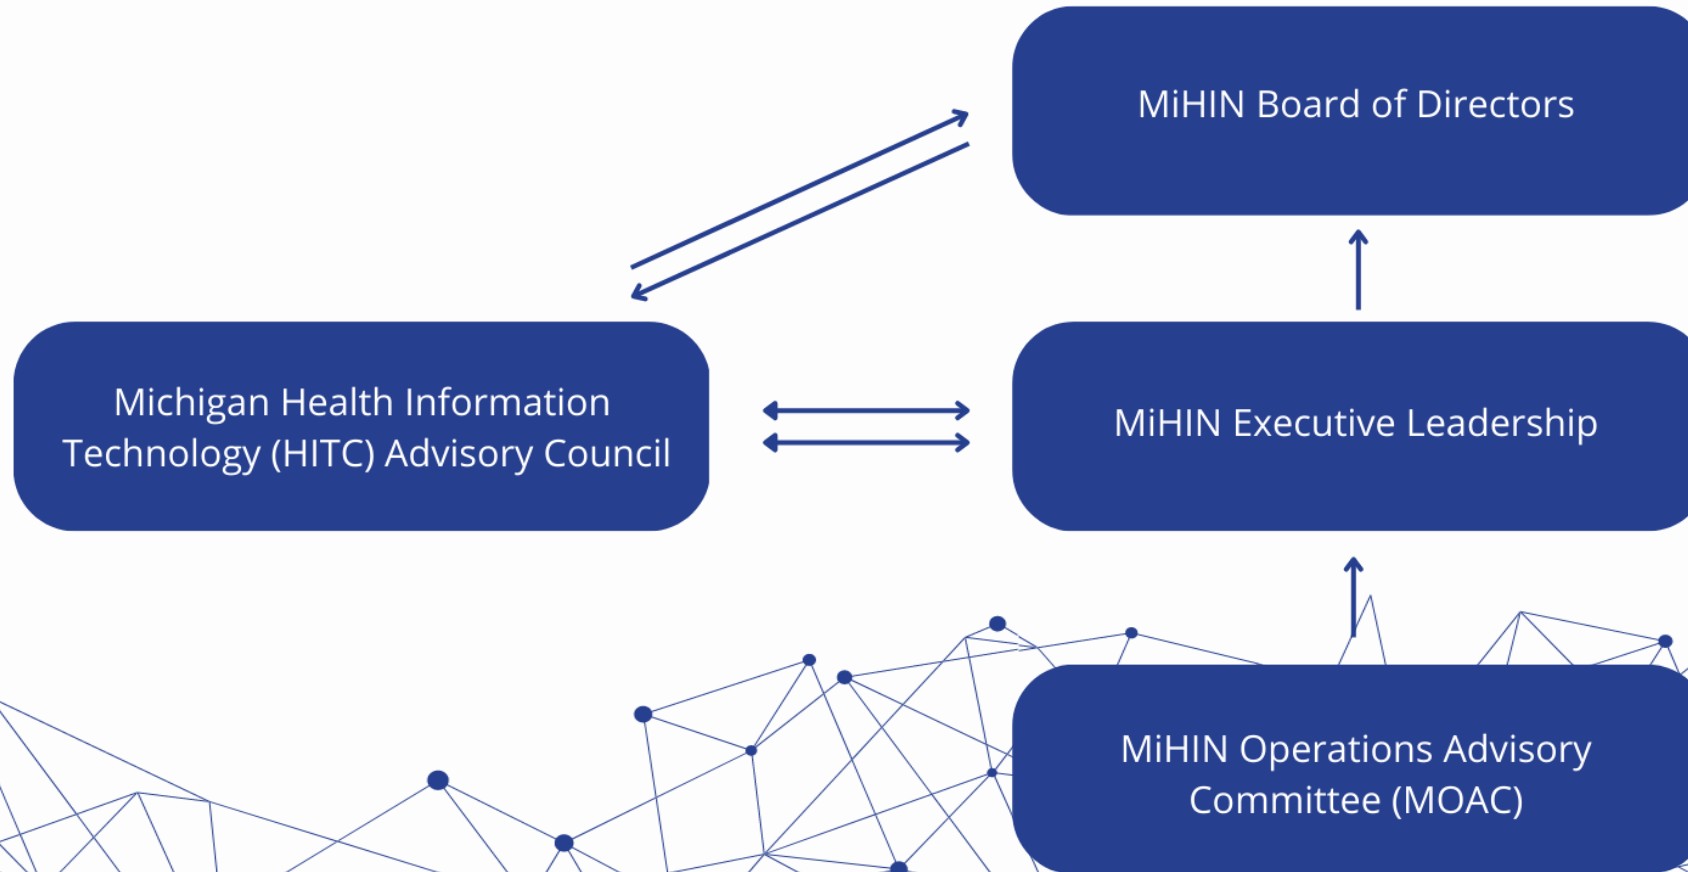 MiHIN Board of Directors
Michigan Health Information
Technology (HITC) Advisory Council
MiHIN Executive Leadership
MiHIN Operations Advisory
Committee (MOAC)